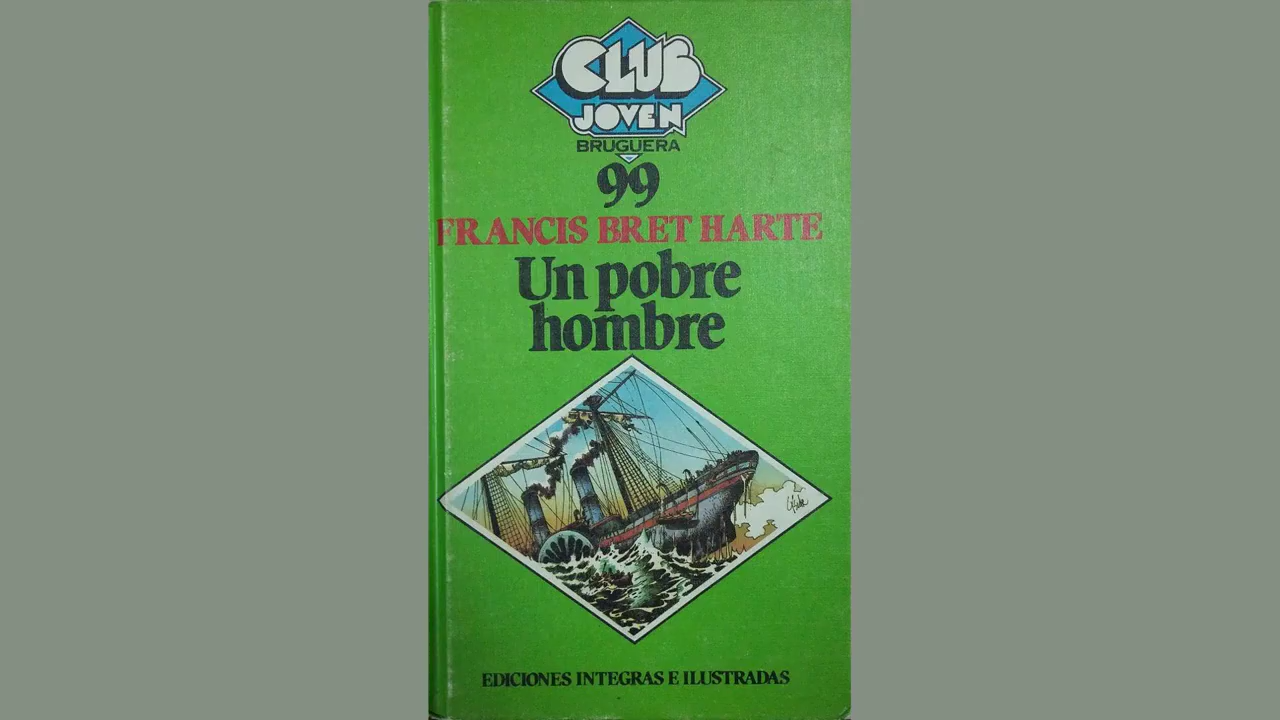 CLUB
JOVEN
BRUGUERA
99
FRANCIS BRET HARTE
Un pobre
hombre
EDICIONES INTEGRAS E ILUSTRADAS